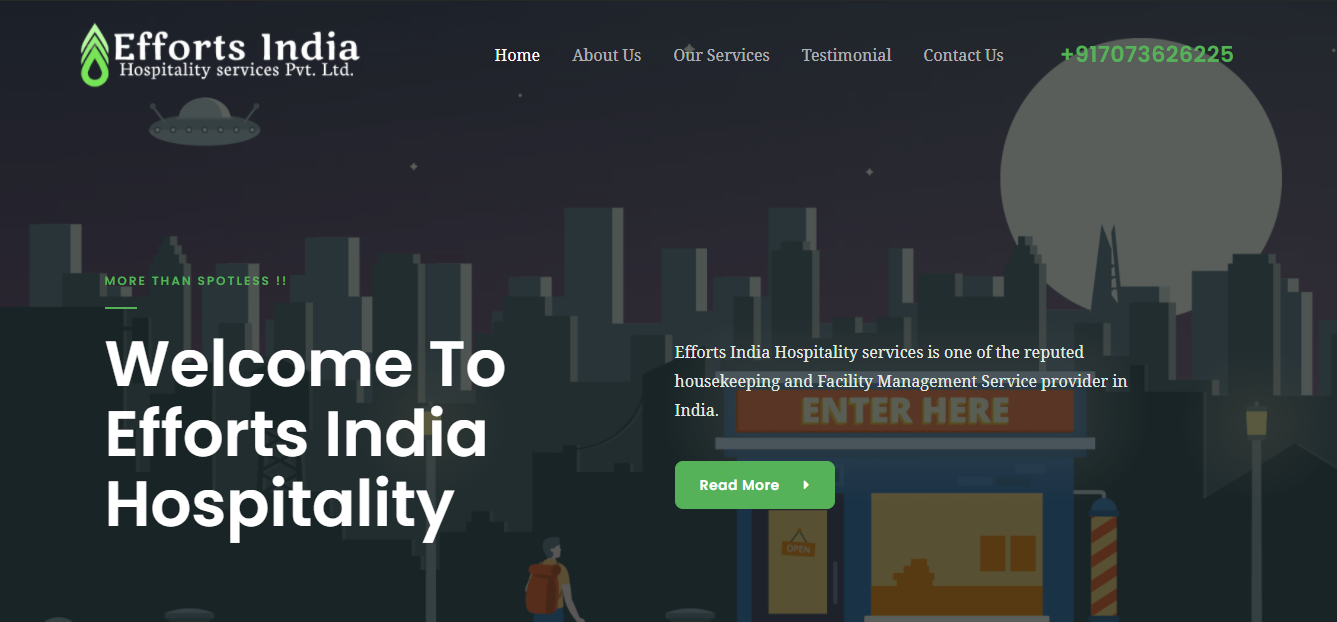 Efforts India
Hospitality services Pvt. Ltd.
Home About Us Our Services Testimonial Contact Us +917073626225
MORE THAN SPOTLESS !!
Welcome To
Efforts India
Hospitality
Efforts India Hospitality services is one of the reputed
housekeeping and Facility Management Service provider in
India.
ENTER HERE
Read More
OPEN